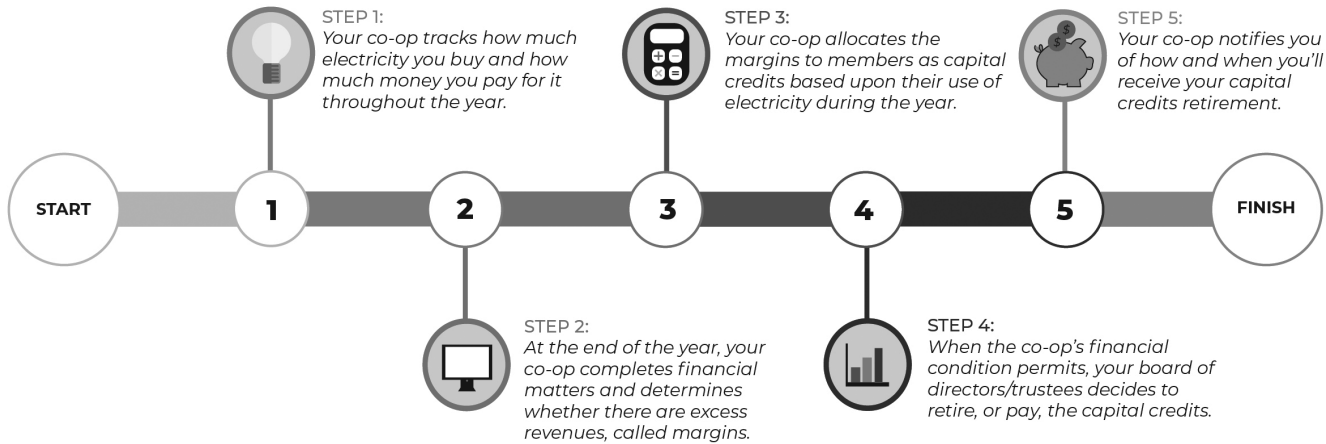 STEP 1:
Your co-op tracks how much
electricity you buy and how
much money you pay for it
throughout the year.
STEP 3:
Your co-op allocates the
margins to members as capital
credits based upon their use of
electricity during the year.
STEP 5:
Your co-op notifies you
of how and when you'll
receive your capital
credits retirement.
$
$
START
1
2
3
4
5
FINISH
STEP 2:
At the end of the year, your
co-op completes financial
matters and determines
whether there are excess
revenues, called margins.
STEP 4:
When the co-op's financial
condition permits, your board of
directors/trustees decides to
retire, or pay, the capital credits.